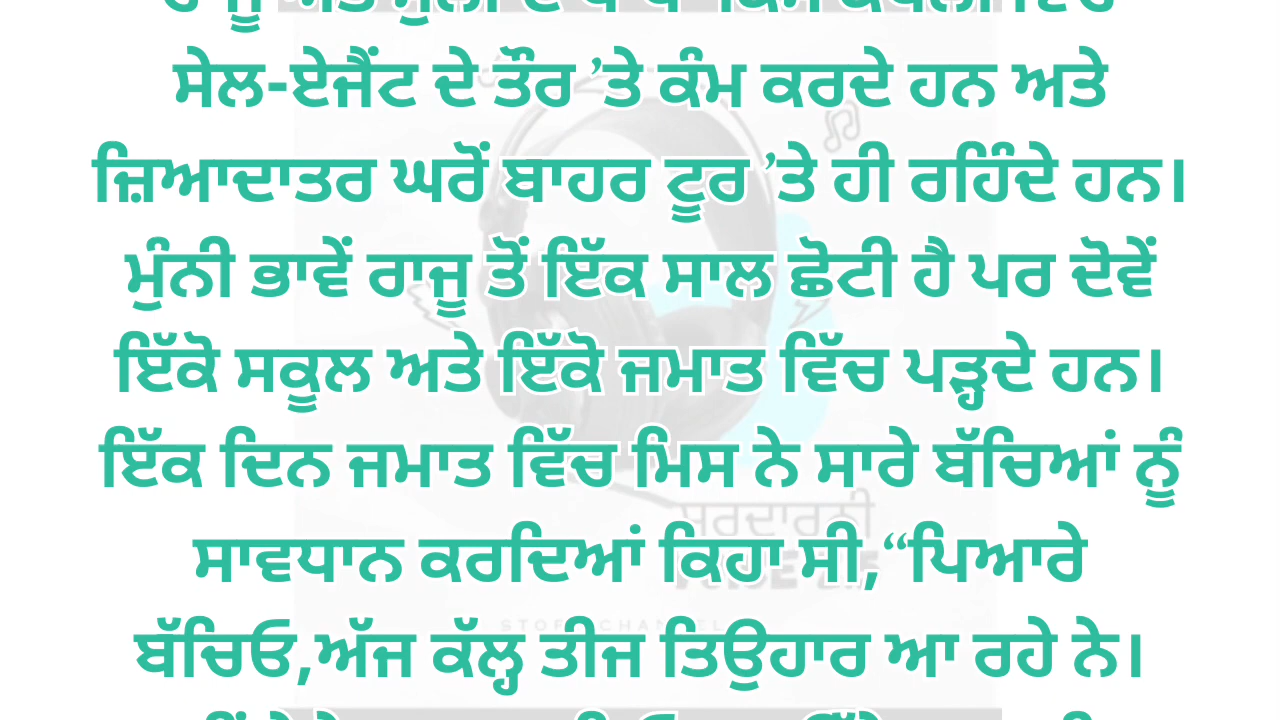 ਸੇਲ-ਏਜੈਂਟ ਦੇ ਤੌਰ ’ਤੇ ਕੰਮ ਕਰਦੇ ਹਨ ਅਤੇ
ਜ਼ਿਆਦਾਤਰ ਘਰੋਂ ਬਾਹਰ ਟੂਰ ’ਤੇ ਹੀ ਰਹਿੰਦੇ ਹਨ।
ਮੁੰਨੀ ਭਾਵੇਂ ਰਾਜੂ ਤੋਂ ਇੱਕ ਸਾਲ ਛੋਟੀ ਹੈ ਪਰ ਦੋਵੇਂ
ਇੱਕੋ ਸਕੂਲ ਅਤੇ ਇੱਕੋ ਜਮਾਤ ਵਿੱਚ ਪੜ੍ਹਦੇ ਹਨ।
ਇੱਕ ਦਿਨ ਜਮਾਤ ਵਿੱਚ ਮਿਸ ਨੇ ਸਾਰੇ ਬੱਚਿਆਂ ਨੂੰ
ਸਾਵਧਾਨ ਕਰਦਿਆਂ ਕਿਹਾ ਸੀ,“ਪਿਆਰੇ
ਬੱਚਿਓ,ਅੱਜ ਕੱਲ੍ਹ ਤੀਜ ਤਿਉਹਾਰ ਆ ਰਹੇ ਨੇ।